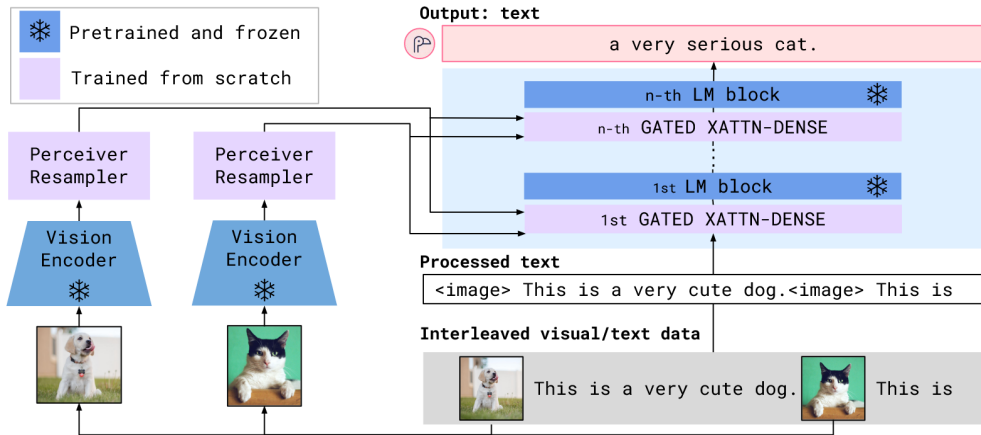 Output: text
Pretrained and frozen
Trained from scratch
a very serious cat.
n-th LM block
n-th GATED XATTN-DENSE
1st LM block
1st GATED XATTN-DENSE
Perceiver
Resampler
Perceiver
Resampler
Vision
Encoder
Vision
Encoder
Processed text
<image> This is a very cute dog.<image> This is
Interleaved visual/text data
This is a very cute dog.
This is